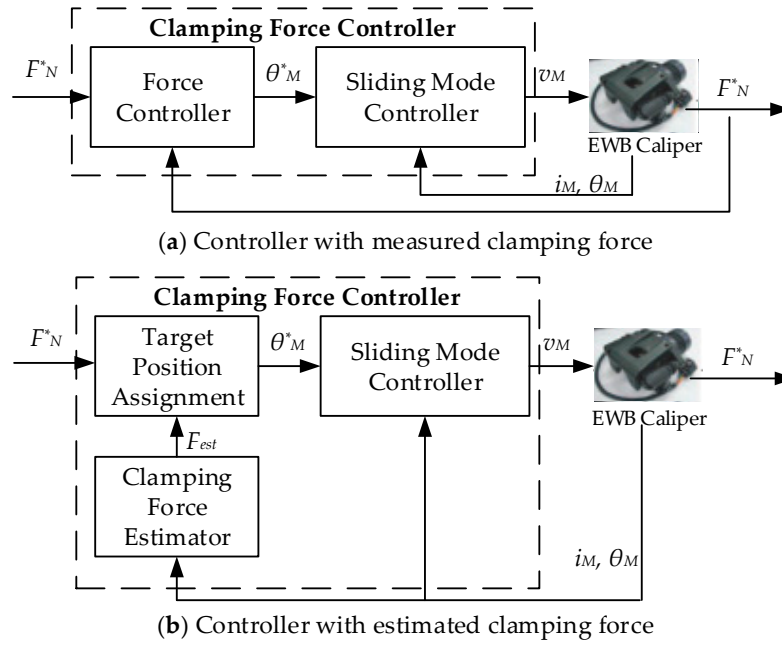 Clamping Force Controller
F*N
Force
Controller
θ*M
Sliding Mode
Controller
vM
F*N
EWB Caliper
iM, θM
(a) Controller with measured clamping force
Clamping Force Controller
F*N
Target
Position
Assignment
θ*M
Sliding Mode
Controller
vM
F*N
EWB Caliper
Fest
Clamping
Force
Estimator
iM, θM
(b) Controller with estimated clamping force